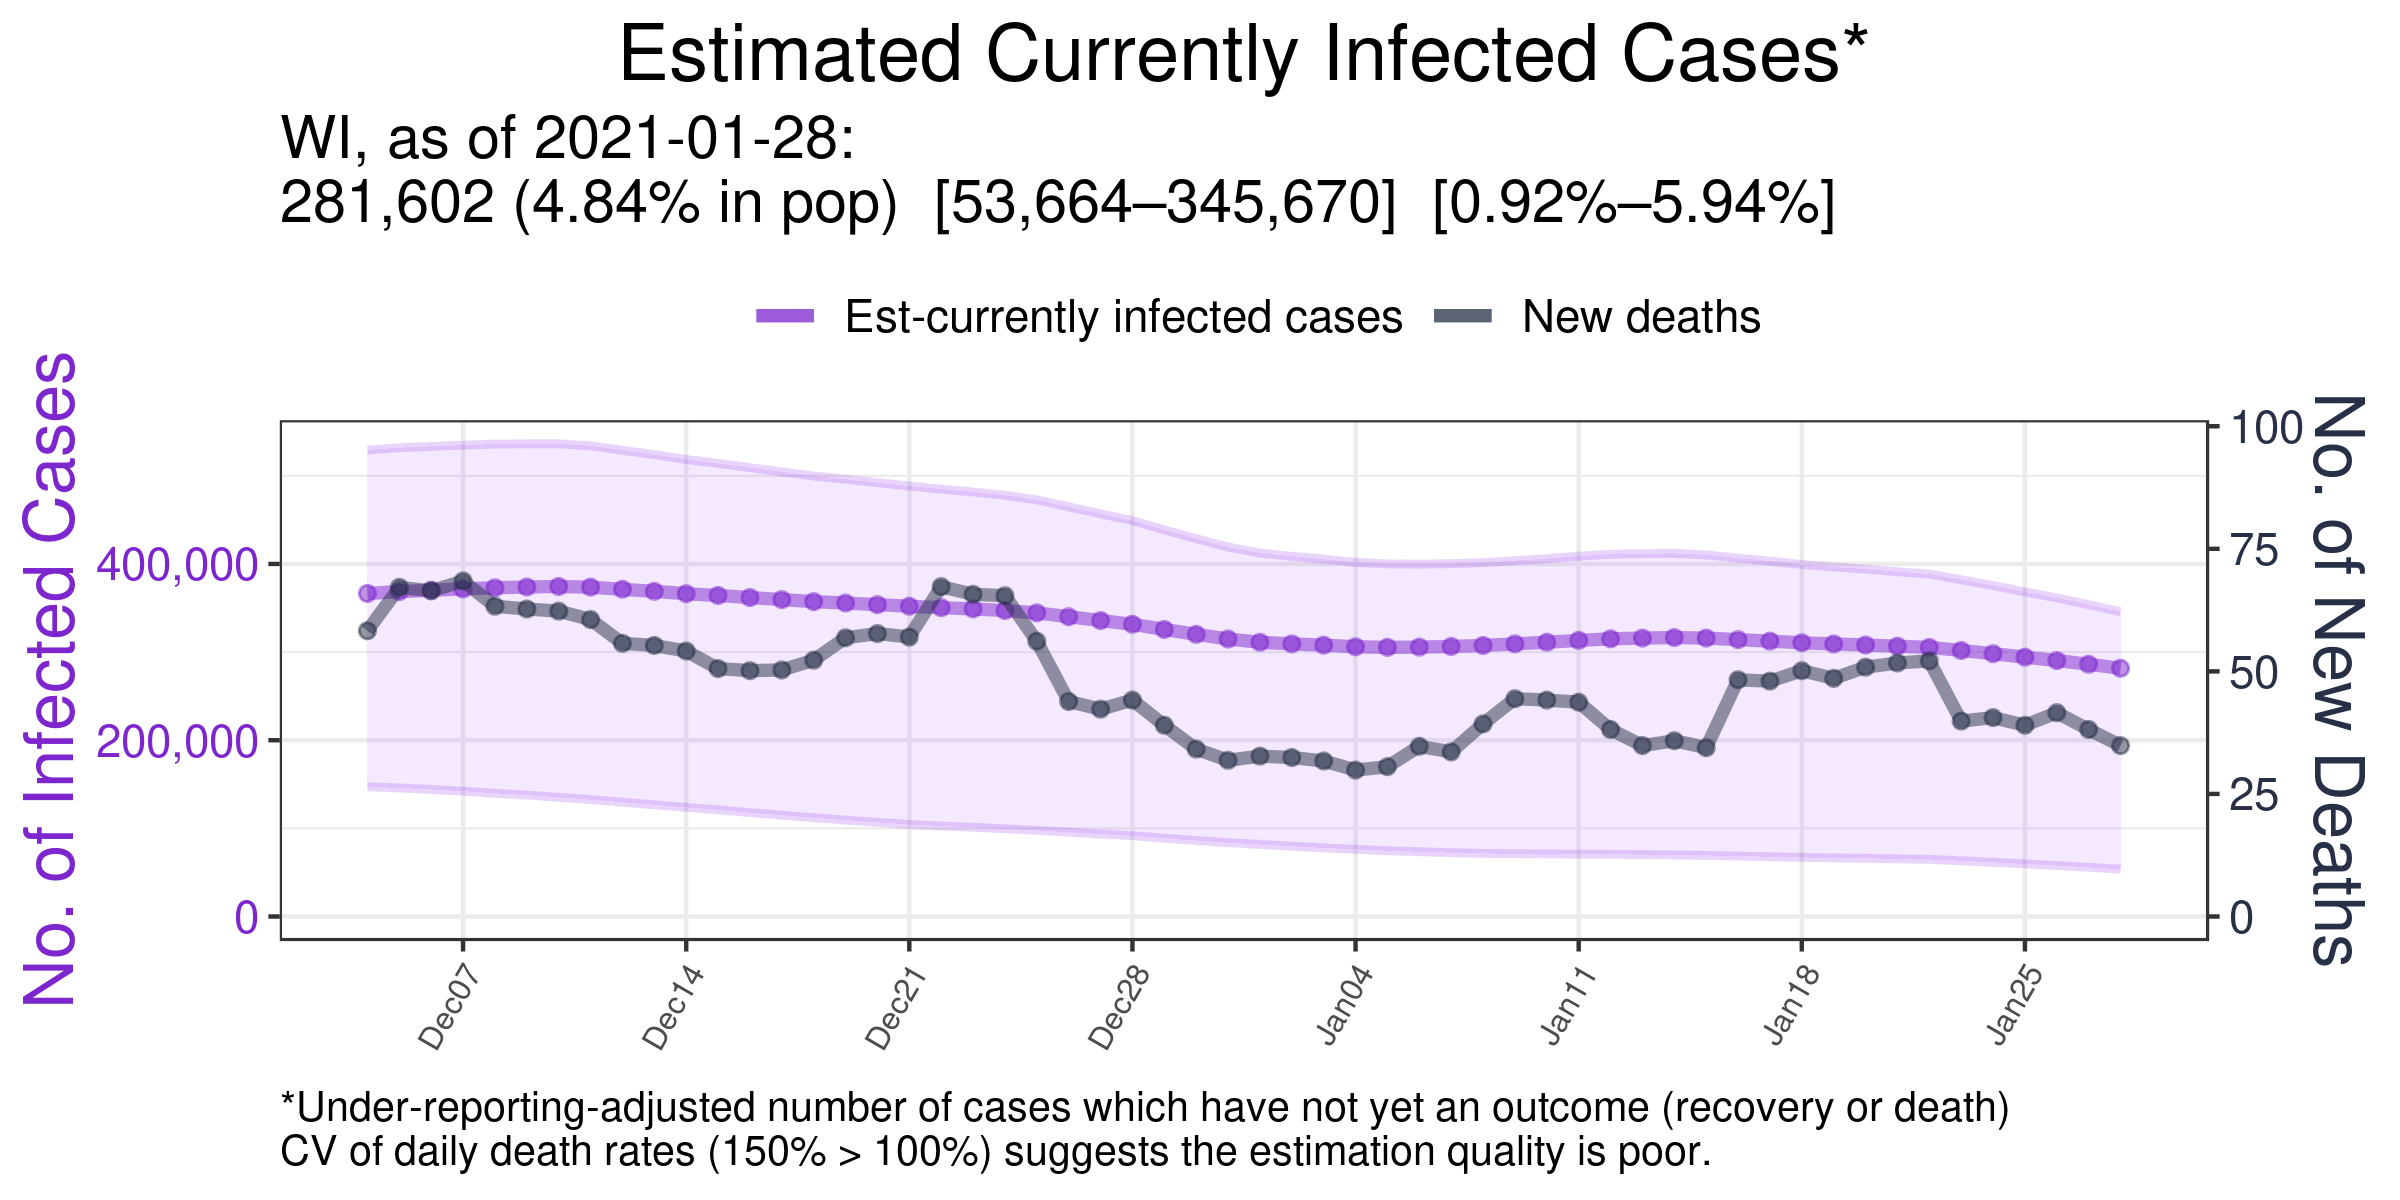 Estimated Currently Infected Cases*
WI, as of 2021-01-28:
281,602 (4.84% in pop)  [53,664–345,670]  [0.92%–5.94%]
Est-currently infected cases
New deaths
No. of Infected Cases
400,000
200,000
0
100
75
50
25
0
No. of New Deaths
Dec07
Dec14
Dec21
Dec28
Jan04
Jan11
Jan18
Jan25
*Under-reporting-adjusted number of cases which have not yet an outcome (recovery or death)
CV of daily death rates (150% > 100%) suggests the estimation quality is poor.